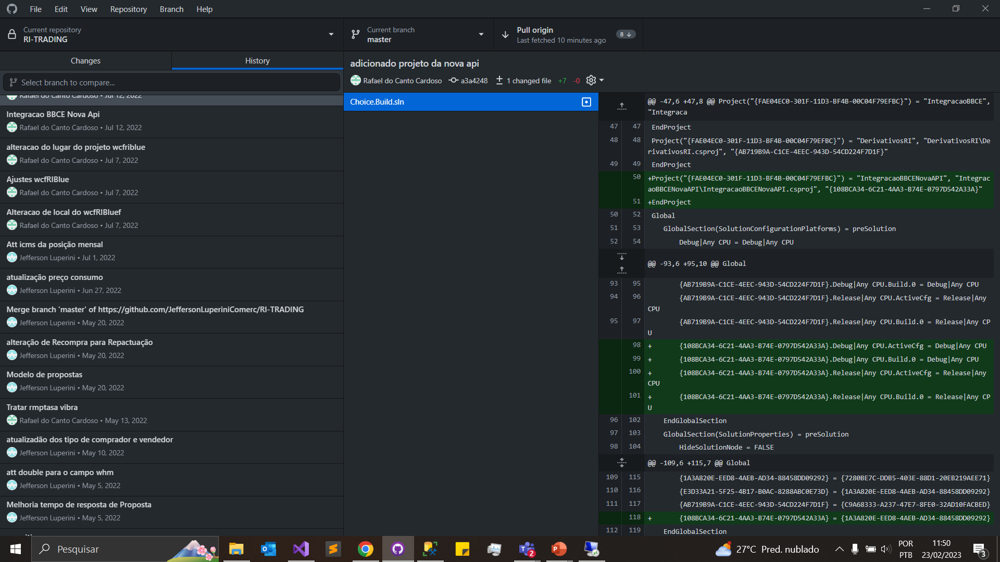 File Edit View Repository Branch Help
Current repository
RI-TRADING
Current branch
master
Pull origin
Last fetched 10 minutes ago
8
Changes
History
Select branch to compare...
Rafael do Canto Cardoso • Jul 12, 2022
Integracao BBCE Nova Api
Rafael do Canto Cardoso • Jul 12, 2022
alteracao do lugar do projeto wcfriblue
Rafael do Canto Cardoso • Jul 7, 2022
Ajustes wcfRIBlue
Rafael do Canto Cardoso • Jul 7, 2022
Alteracao de local do wcfRIBluef
Rafael do Canto Cardoso • Jul 7, 2022
Att icms da posição mensal
Jefferson Luperini • Jul 1, 2022
atualização preço consumo
Jefferson Luperini • Jun 27, 2022
Merge branch 'master' of https://github.com/JeffersonLuperiniComerc/RI-TRADING
Jefferson Luperini • May 20, 2022
alteração de Recompra para Repactuação
Jefferson Luperini • May 20, 2022
Modelo de propostas
Jefferson Luperini • May 20, 2022
Tratar rmptasa vibra
Rafael do Canto Cardoso • May 13, 2022
atualizadão dos tipo de comprador e vendedor
Jefferson Luperini • May 10, 2022
att double para o campo whm
Jefferson Luperini • May 5, 2022
Melhoria tempo de resposta de Proposta
Jefferson Luperini • May 5, 2022
adicionado projeto da nova api
Rafael do Canto Cardoso a3a4248 1 changed file +7 -0
Choice.Build.sln
@@ -47,6 +47,8 @@ Project("{FAE04EC0-301F-11D3-BF4B-00C04F79EFBC}") = "IntegracaoBBCE",
"Integraca
47 47 EndProject
48 48 Project("{FAE04EC0-301F-11D3-BF4B-00C04F79EFBC}") = "DerivativosRI", "DerivativosRI\De
rivativosRI.csproj", "{AB719B9A-C1CE-4EEC-943D-54CD224F7D1F}"
49 49 EndProject
50 +Project("{FAE04EC0-301F-11D3-BF4B-00C04F79EFBC}") = "IntegracaoBBCENovaAPI", "Integrac
aoBBCENovaAPI\IntegracaoBBCENovaAPI.csproj", "{108BCA34-6C21-4AA3-B74E-0797D542A33A}"
51 +EndProject
50 52 Global
51 53 GlobalSection(SolutionConfigurationPlatforms) = preSolution
52 54 Debug|Any CPU = Debug|Any CPU
@@ -93,6 +95,10 @@ Global
93 95 {AB719B9A-C1CE-4EEC-943D-54CD224F7D1F}.Debug|Any CPU.Build.0 = Debug|Any CPU
94 96 {AB719B9A-C1CE-4EEC-943D-54CD224F7D1F}.Release|Any CPU.ActiveCfg = Release|Any
CPU
95 97 {AB719B9A-C1CE-4EEC-943D-54CD224F7D1F}.Release|Any CPU.Build.0 = Release|Any CP
U
98 + {108BCA34-6C21-4AA3-B74E-0797D542A33A}.Debug|Any CPU.ActiveCfg = Debug|Any CPU
99 + {108BCA34-6C21-4AA3-B74E-0797D542A33A}.Debug|Any CPU.Build.0 = Debug|Any CPU
100 + {108BCA34-6C21-4AA3-B74E-0797D542A33A}.Release|Any CPU.ActiveCfg = Release|Any
CPU
101 + {108BCA34-6C21-4AA3-B74E-0797D542A33A}.Release|Any CPU.Build.0 = Release|Any CP
U
96 102 EndGlobalSection
97 103 GlobalSection(SolutionProperties) = preSolution
98 104 HideSolutionNode = FALSE
@@ -109,6 +115,7 @@ Global
109 115 {1A3A820E-EED8-4AEB-AD34-88458DD09292} = {7280BE7C-DDB5-403E-88D1-20EB219AEE71}
110 116 {E3D33A21-5F25-4B17-B0AC-8288ABC0E73D} = {1A3A820E-EED8-4AEB-AD34-88458DD09292}
111 117 {AB719B9A-C1CE-4EEC-943D-54CD224F7D1F} = {C9A68333-A237-47E7-8FE0-32AD10FACBED}
118 + {108BCA34-6C21-4AA3-B74E-0797D542A33A} = {1A3A820E-EED8-4AEB-AD34-88458DD09292}
112 119 EndGlobalSection
Pesquisar
2
27°C Pred. nublado
POR
PTB
11:50
23/02/2023
3